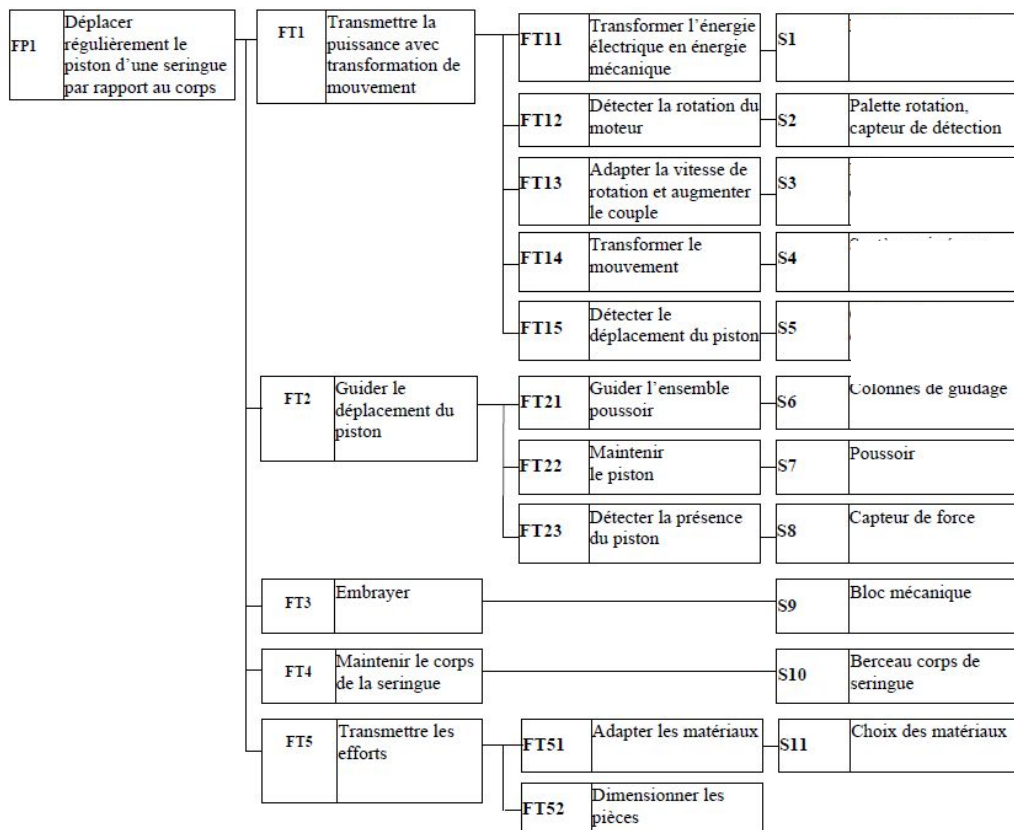 FP1
Déplacer
régulièrement le
piston d'une seringue
par rapport au corps
FT1
Transmettre la
puissance avec
transformation de
mouvement
FT11
Transformer l'énergie
électrique en énergie
mécanique
S1
FT12
Détecter la rotation du
moteur
S2
Palette rotation,
capteur de détection
FT13
Adapter la vitesse de
rotation et augmenter
le couple
S3
FT14
Transformer le
mouvement
S4
FT15
Détecter le
déplacement du piston
S5
FT2
Guider le
déplacement du
piston
FT21
Guider l'ensemble
poussoir
S6
Colonnes de guidage
FT22
Maintenir
le piston
S7
Poussoir
FT23
Détecter la présence
du piston
S8
Capteur de force
FT3
Embrayer
S9
Bloc mécanique
FT4
Maintenir le corps
de la seringue
S10
Berceau corps de
seringue
FT5
Transmettre les
efforts
FT51
Adapter les matériaux
S11
Choix des matériaux
FT52
Dimensionner les
pièces